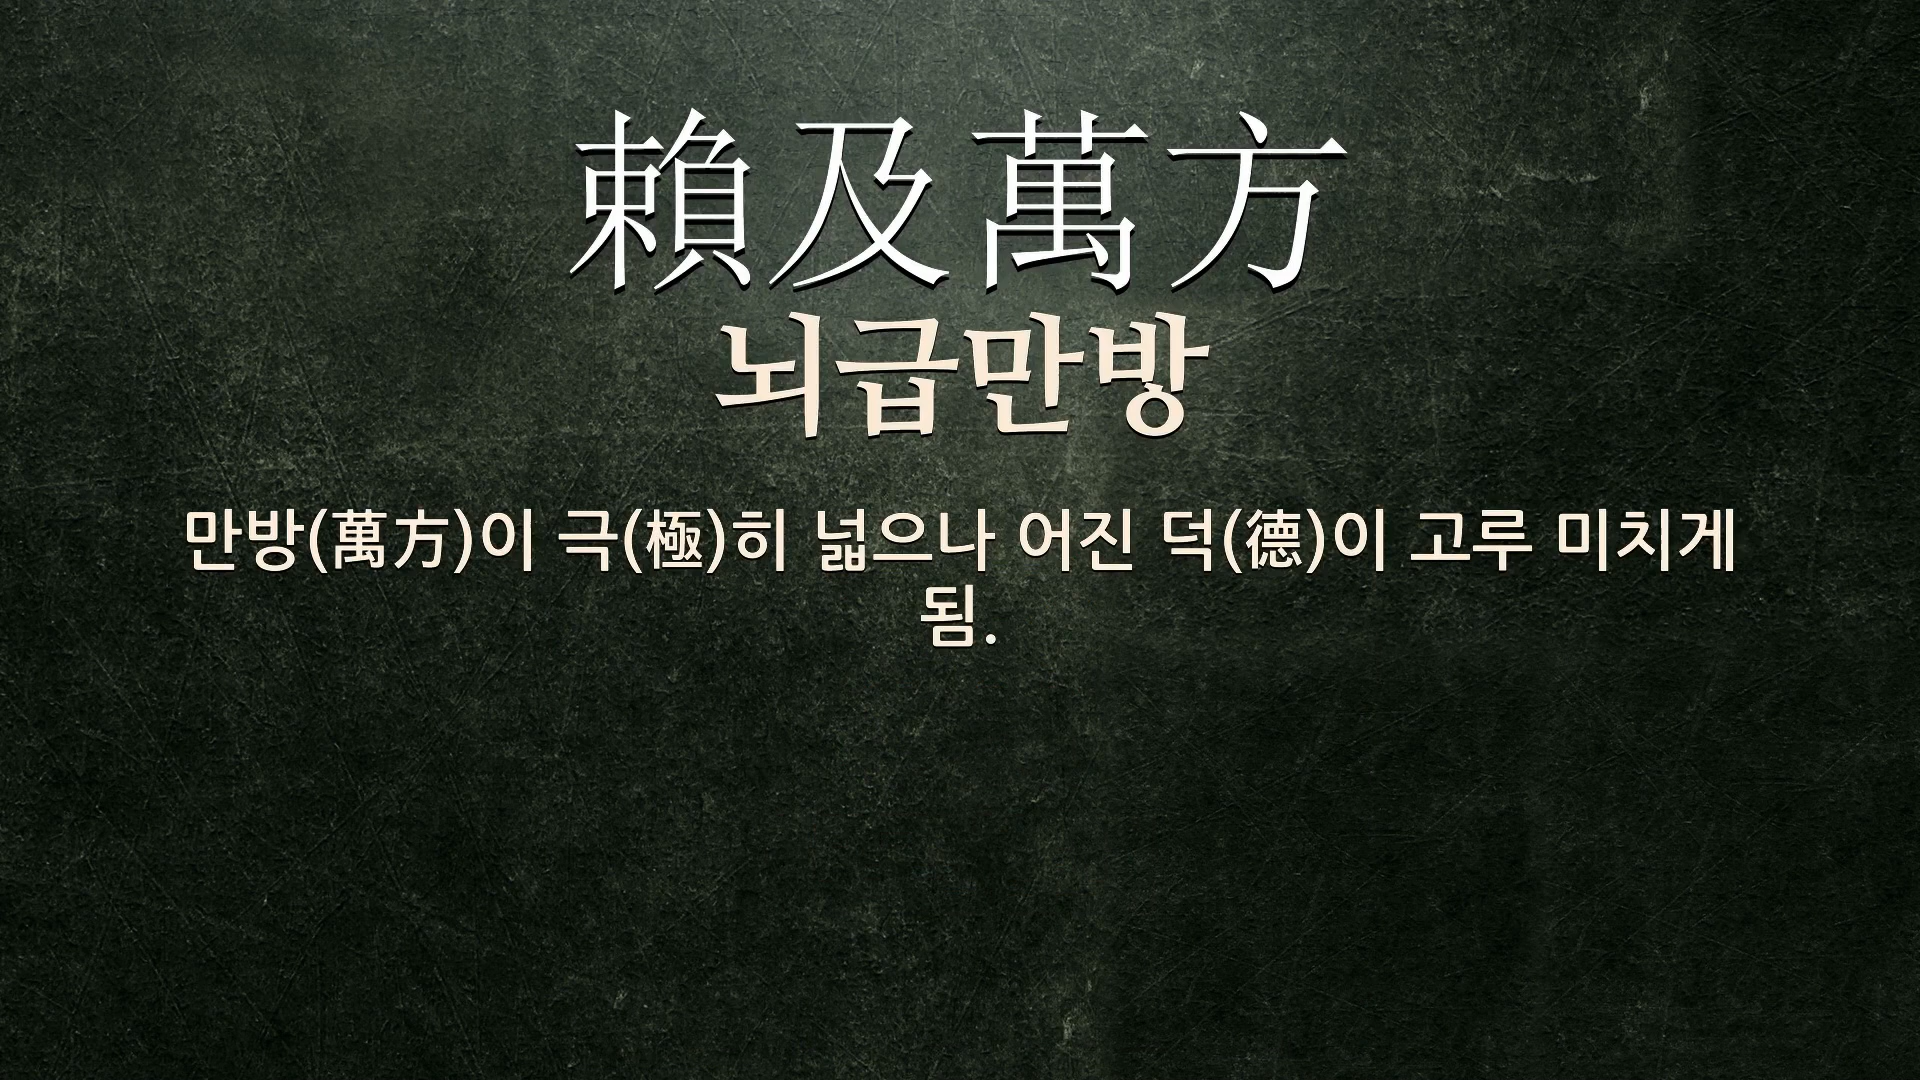 賴及萬方
뇌급만방
만방(萬方)이 극(極)히 넓으나 어진 덕(德)이 고루 미치게
됨.